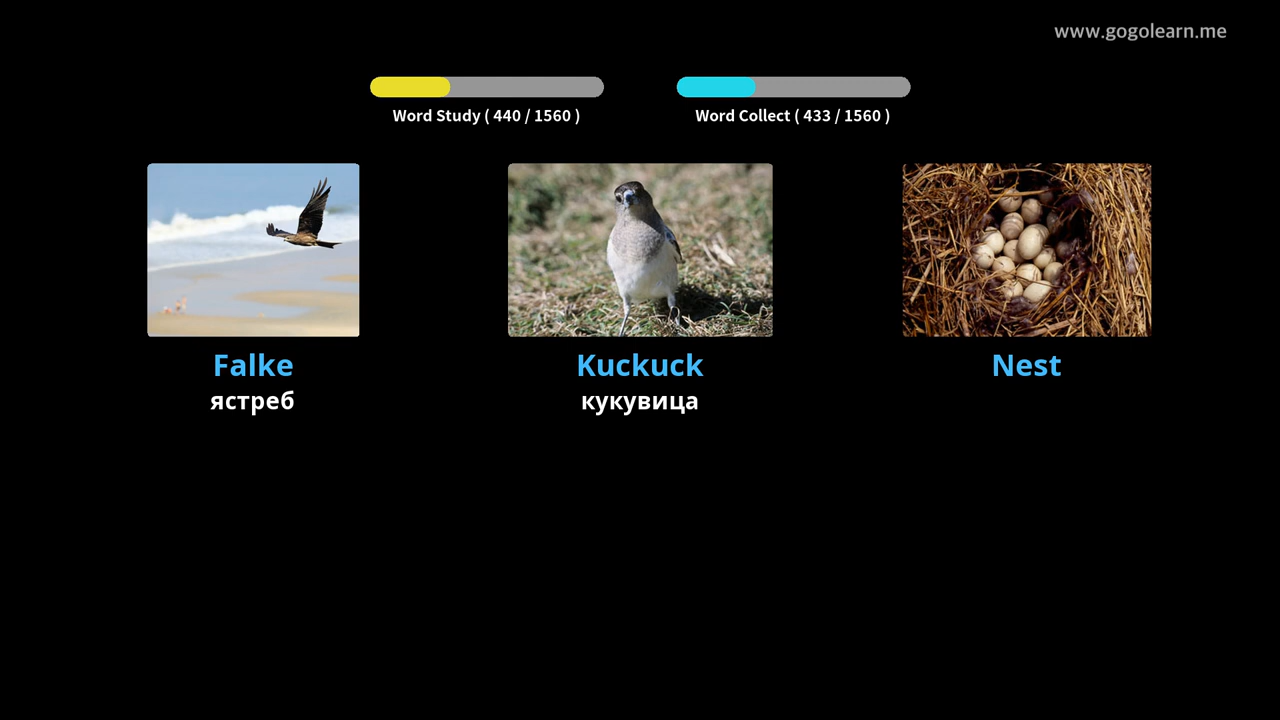 www.gogolearn.me
Word Study ( 440 / 1560 )
Word Collect ( 433 / 1560 )
Falke
Kuckuck
Nest
ястреб
кукувица